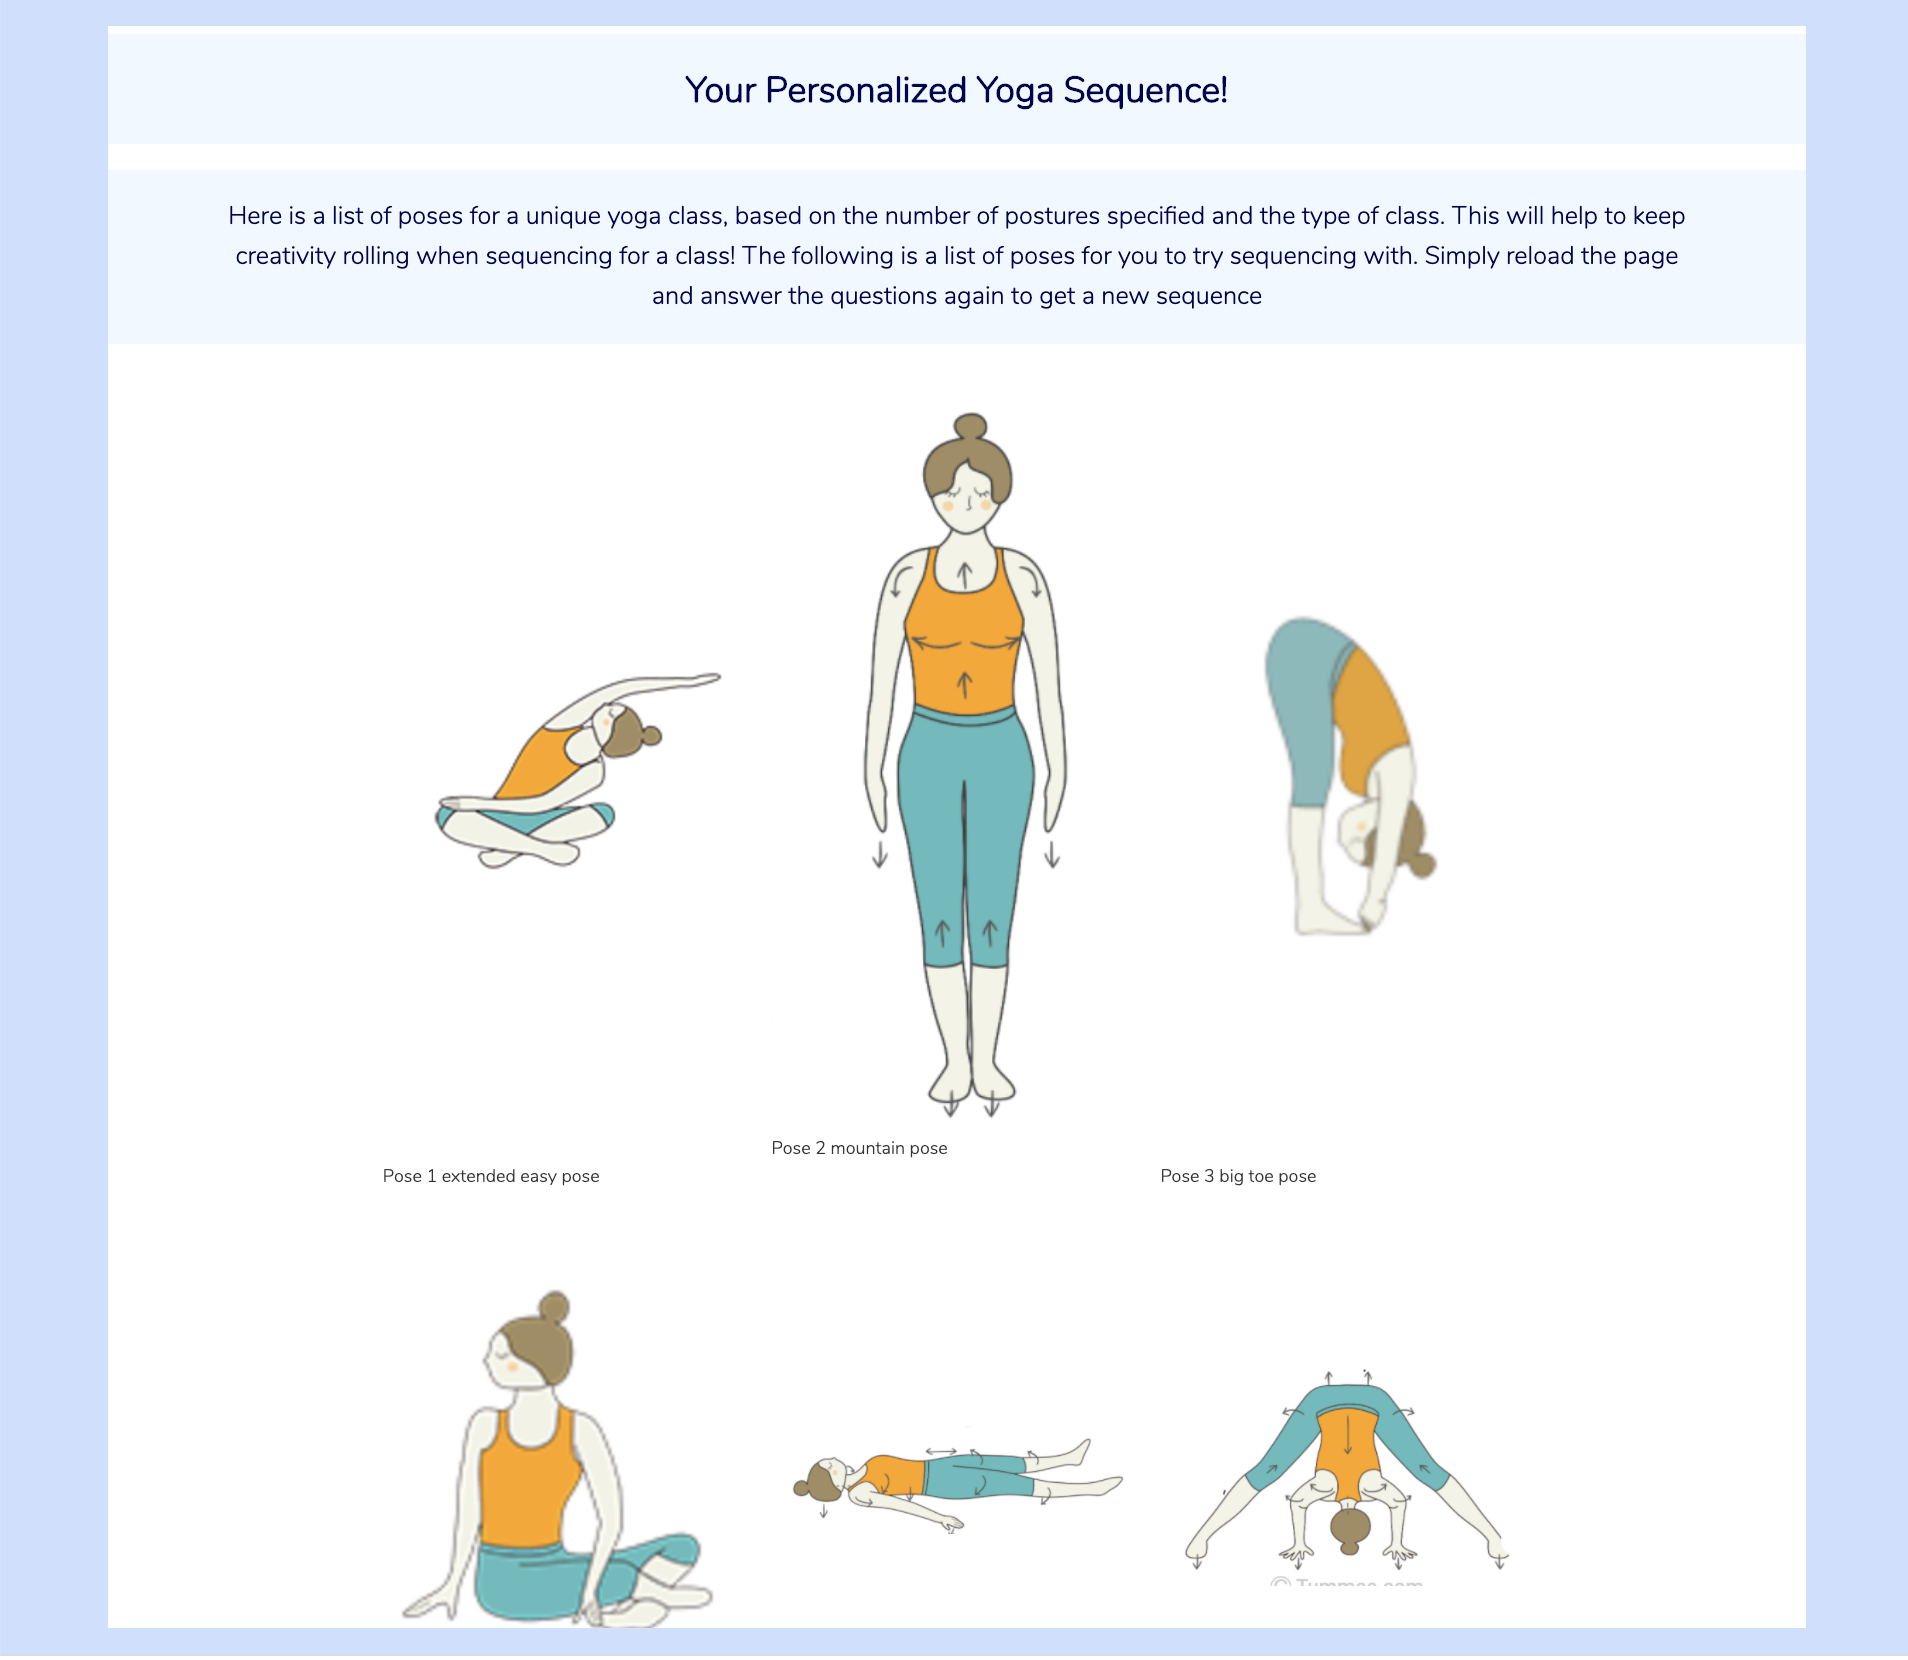 Your Personalized Yoga Sequence!
Here is a list of poses for a unique yoga class, based on the number of postures specified and the type of class. This will help to keep
creativity rolling when sequencing for a class! The following is a list of poses for you to try sequencing with. Simply reload the page
and answer the questions again to get a new sequence
Pose 2 mountain pose
Pose 1 extended easy pose
Pose 3 big toe pose